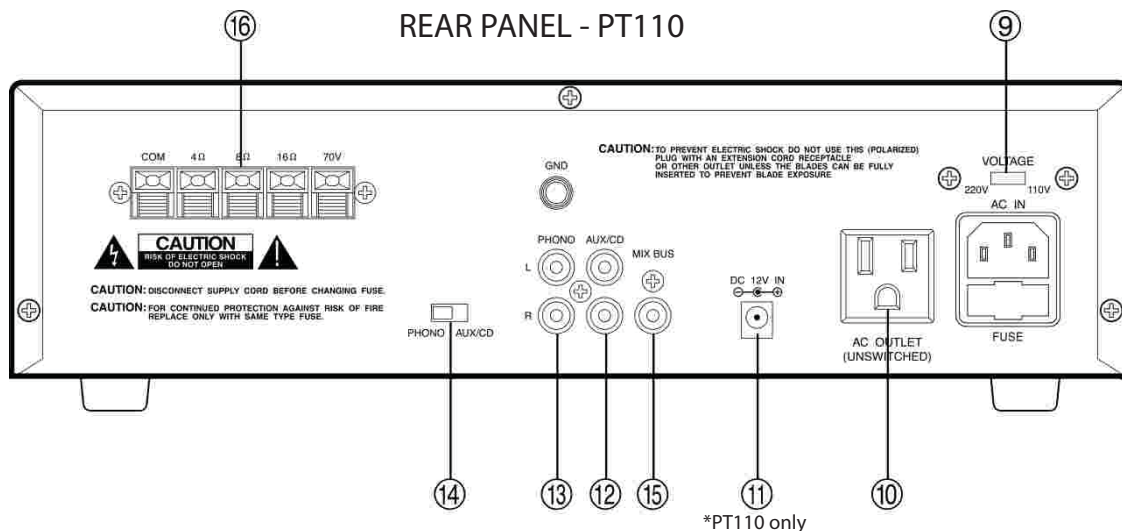 REAR PANEL - PT110
⑯
⑨
COM 4Ω 8Ω 16Ω 70V
GND
CAUTION: TO PREVENT ELECTRIC SHOCK DO NOT USE THIS (POLARIZED)
PLUG WITH AN EXTENSION CORD RECEPTACLE
OR OTHER OUTLET UNLESS THE BLADES CAN BE FULLY
INSERTED TO PREVENT BLADE EXPOSURE
VOLTAGE
220V 110V
AC IN
FUSE
CAUTION
RISK OF ELECTRIC SHOCK
DO NOT OPEN
CAUTION: DISCONNECT SUPPLY CORD BEFORE CHANGING FUSE.
CAUTION: FOR CONTINUED PROTECTION AGAINST RISK OF FIRE
REPLACE ONLY WITH SAME TYPE FUSE.
PHONO AUX/CD
PHONO AUX/CD
L
R
MIX BUS
DC 12V IN
AC OUTLET
(UNSWITCHED)
⑭ ⑬ ⑫ ⑮ ⑪ ⑩
*PT110 only